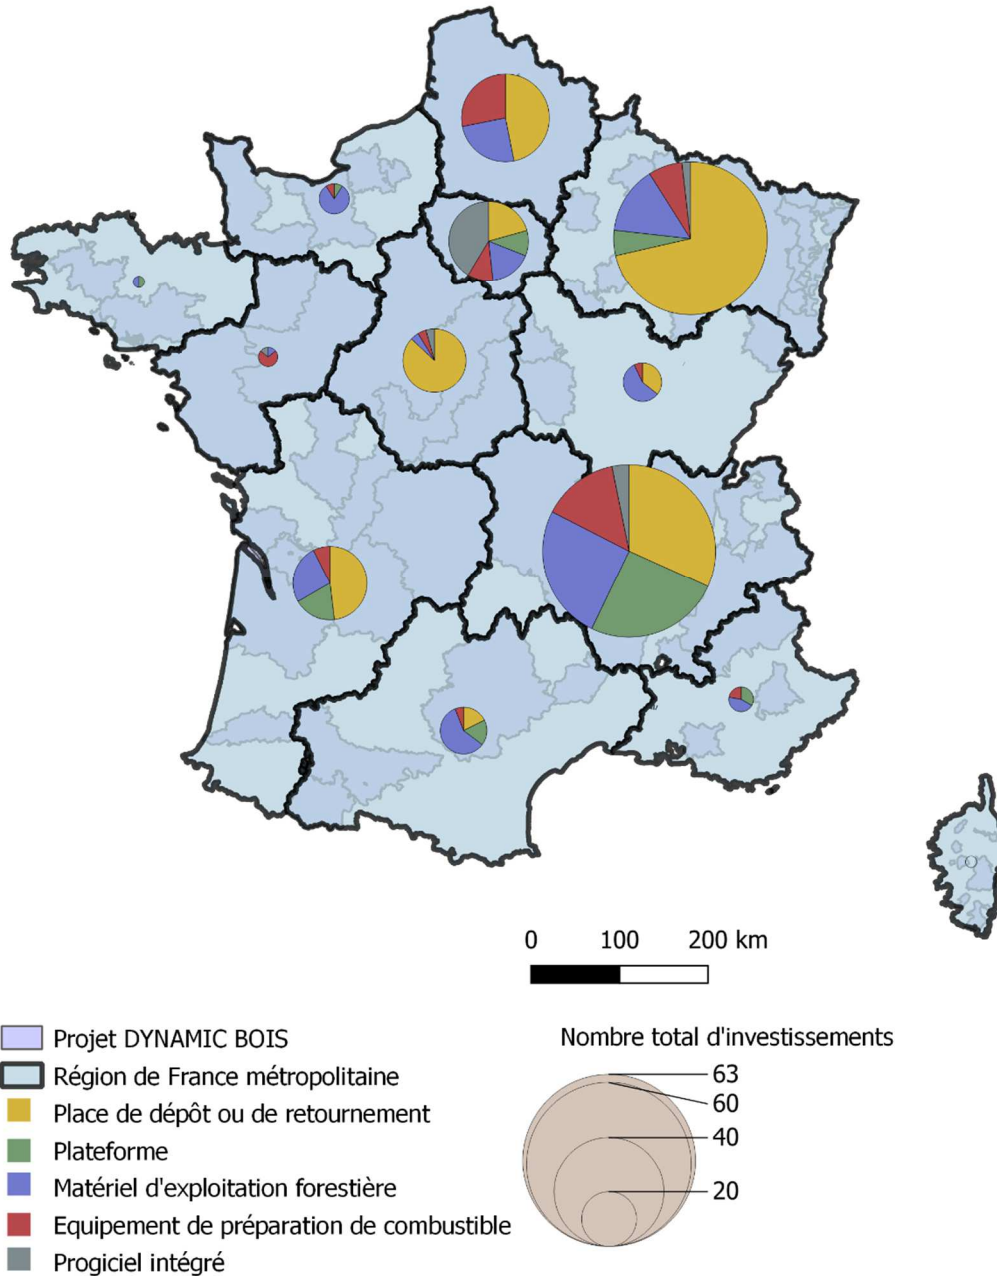 0 100 200 km
Projet DYNAMIC BOIS
Région de France métropolitaine
Place de dépôt ou de retournement
Plateforme
Matériel d'exploitation forestière
Equipement de préparation de combustible
Progiciel intégré
Nombre total d'investissements
63
60
40
20